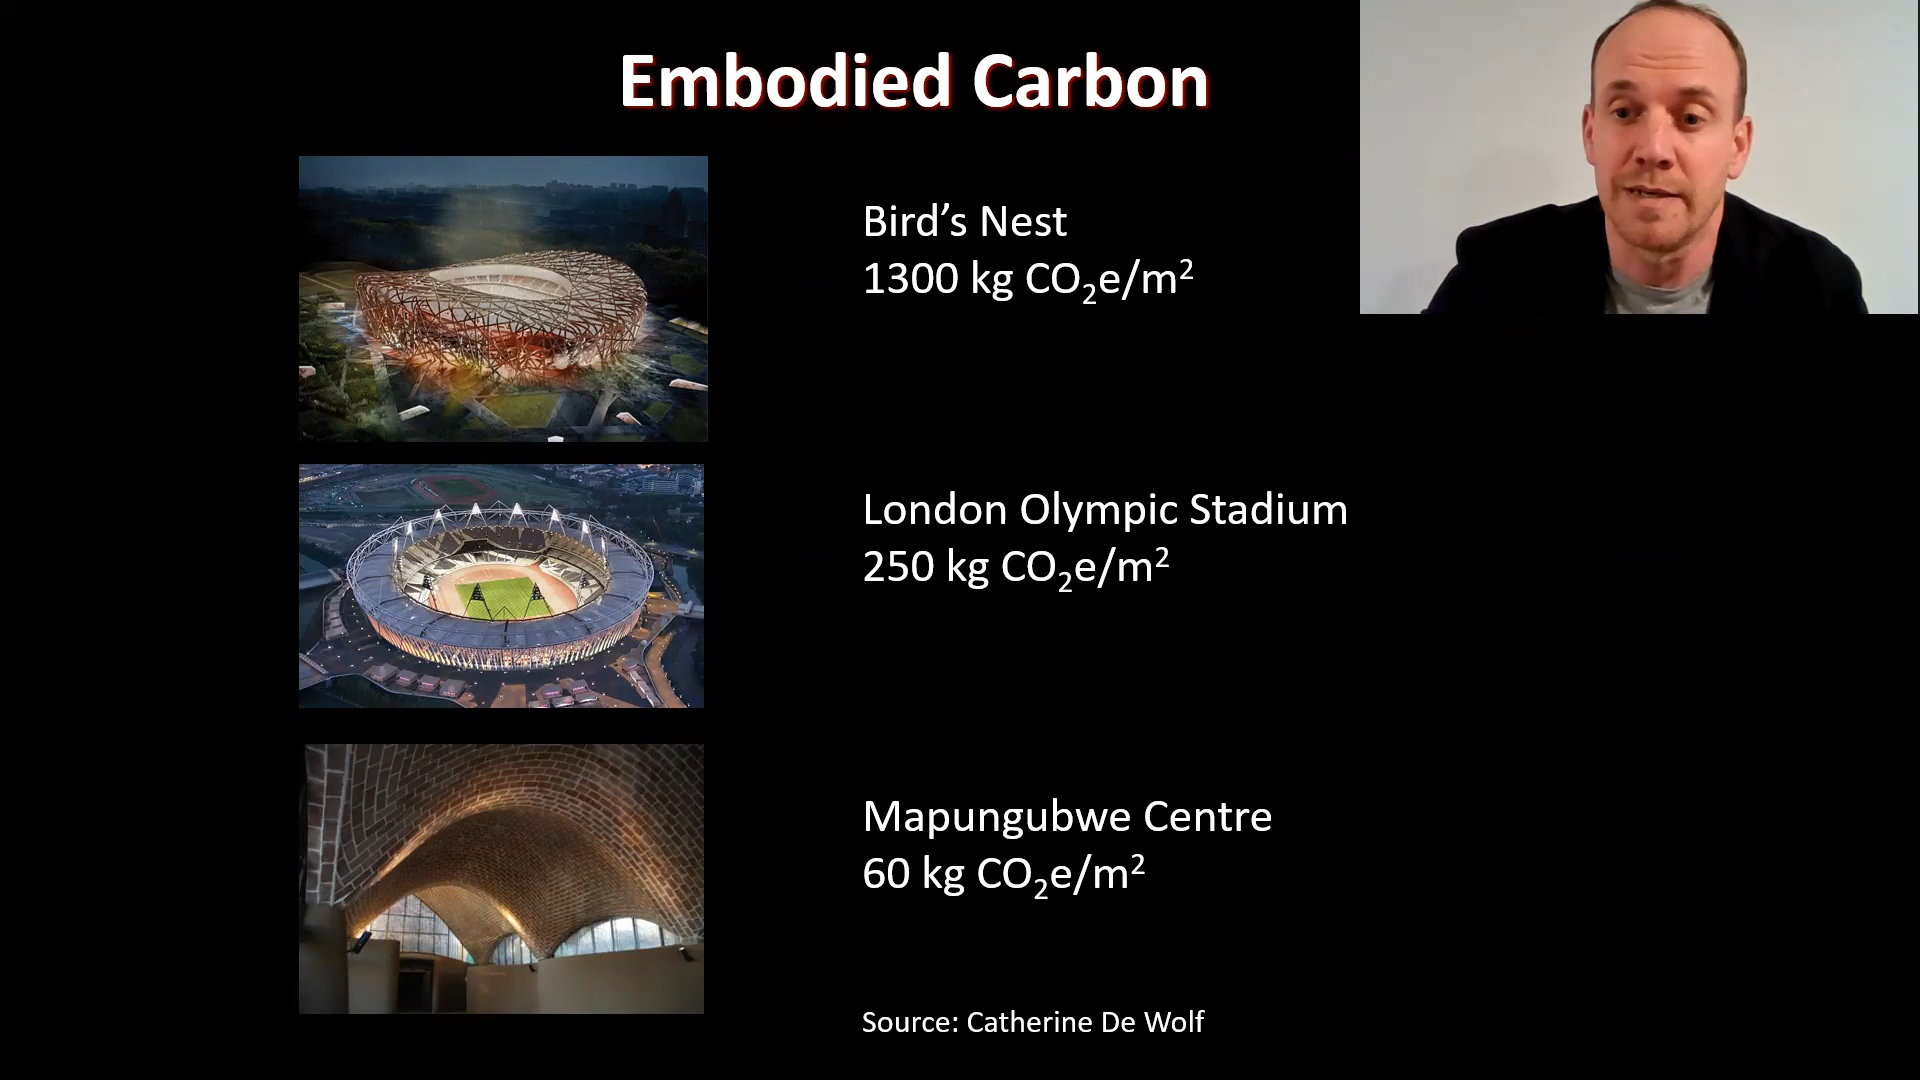 Embodied Carbon
Bird’s Nest
1300 kg CO₂e/m²
London Olympic Stadium
250 kg CO₂e/m²
Mapungubwe Centre
60 kg CO₂e/m²
Source: Catherine De Wolf